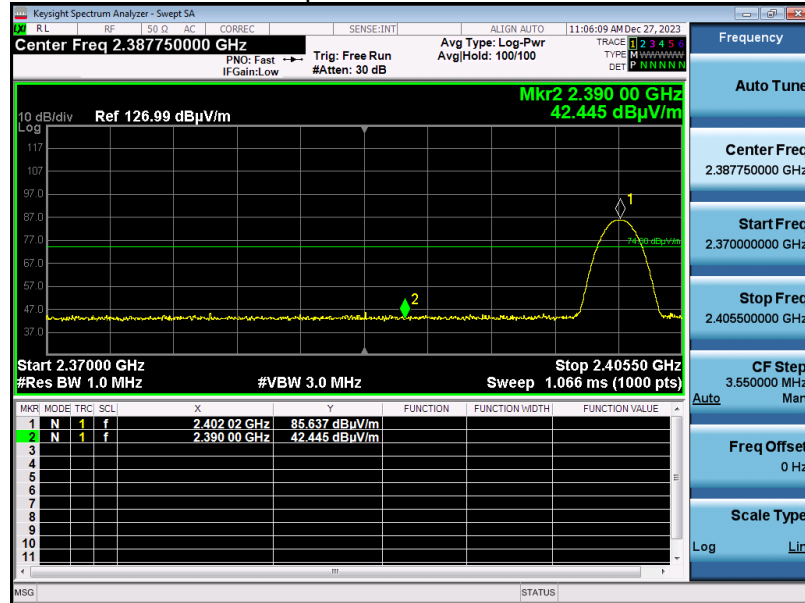 Keysight Spectrum Analyzer - Swept SA
LXI RL RF 50 Ω AC CORREC SENSE:INT ALIGN AUTO 11:06:09 AM Dec 27, 2023
Center Freq 2.387750000 GHz
PNO: Fast
IFGain:Low
Trig: Free Run
#Atten: 30 dB
Avg Type: Log-Pwr
Avg|Hold: 100/100
TRACE 1 2 3 4 5 6
TYPE M WWWWW
DET P N N N N N
Mkr2 2.390 00 GHz
42.445 dBµV/m
10 dB/div Ref 126.99 dBµV/m
Log
117
107
97.0
87.0
77.0
67.0
57.0
47.0
37.0
1
74.00 dBµV/m
2
Start 2.37000 GHz Stop 2.40550 GHz
#Res BW 1.0 MHz #VBW 3.0 MHz Sweep 1.066 ms (1000 pts)
MKR MODE TRC SCL X Y FUNCTION FUNCTION WIDTH FUNCTION VALUE
1 N 1 f 2.402 02 GHz 85.637 dBµV/m
2 N 1 f 2.390 00 GHz 42.445 dBµV/m
3
4
5
6
7
8
9
10
11
MSG STATUS
Frequency
Auto Tune
Center Freq
2.387750000 GHz
Start Freq
2.370000000 GHz
Stop Freq
2.405500000 GHz
CF Step
3.550000 MHz
Auto Man
Freq Offset
0 Hz
Scale Type
Log Lin